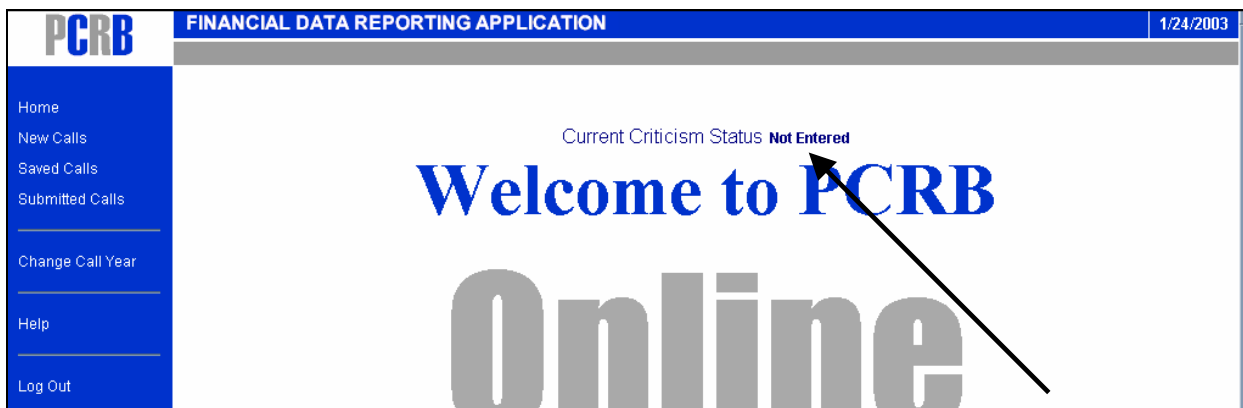 PCRB
FINANCIAL DATA REPORTING APPLICATION 1/24/2003
Home
New Calls
Saved Calls
Submitted Calls
Change Call Year
Help
Log Out
Current Criticism Status Not Entered
Welcome to PCRB
Online